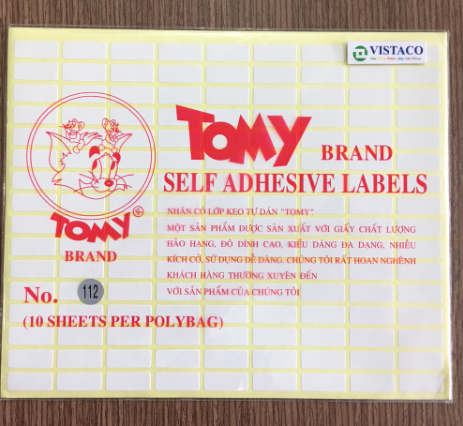 VISTACO
TOMY BRAND
SELF ADHESIVE LABELS
NHÃN CÓ LỚP KEO TỰ DÁN "TOMY".
MỘT SẢN PHẨM ĐƯỢC SẢN XUẤT VỚI GIẤY CHẤT LƯỢNG
HẢO HẠNG, ĐỘ DÍNH CAO, KIỂU DÁNG ĐA DẠNG, NHIỀU
KÍCH CỠ, SỬ DỤNG DỄ DÀNG. CHÚNG TÔI RẤT HOAN NGHÊNH
KHÁCH HÀNG THƯỜNG XUYÊN ĐẾN
VỚI SẢN PHẨM CỦA CHÚNG TÔI
TOMY®
BRAND
No. 112
(10 SHEETS PER POLYBAG)